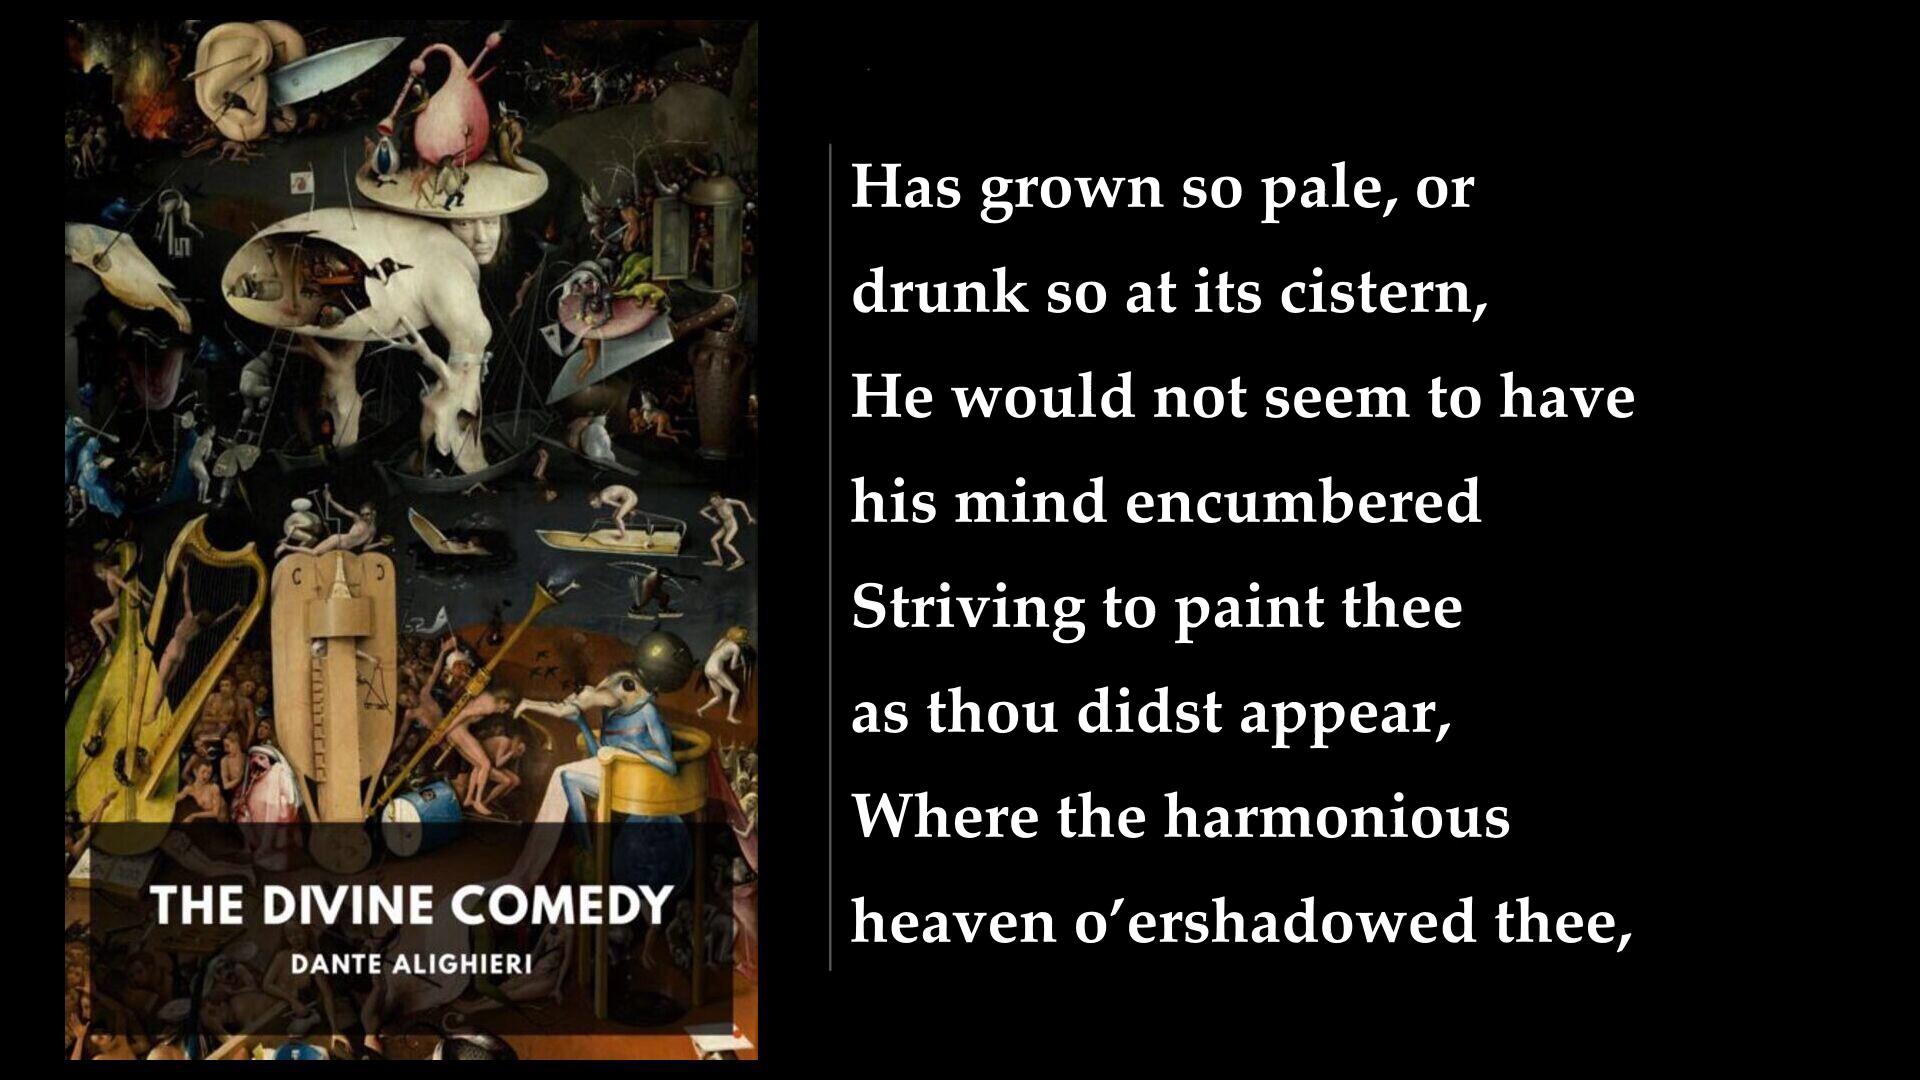 THE DIVINE COMEDY
DANTE ALIGHIERI
Has grown so pale, or
drunk so at its cistern,
He would not seem to have
his mind encumbered
Striving to paint thee
as thou didst appear,
Where the harmonious
heaven o’ershadowed thee,